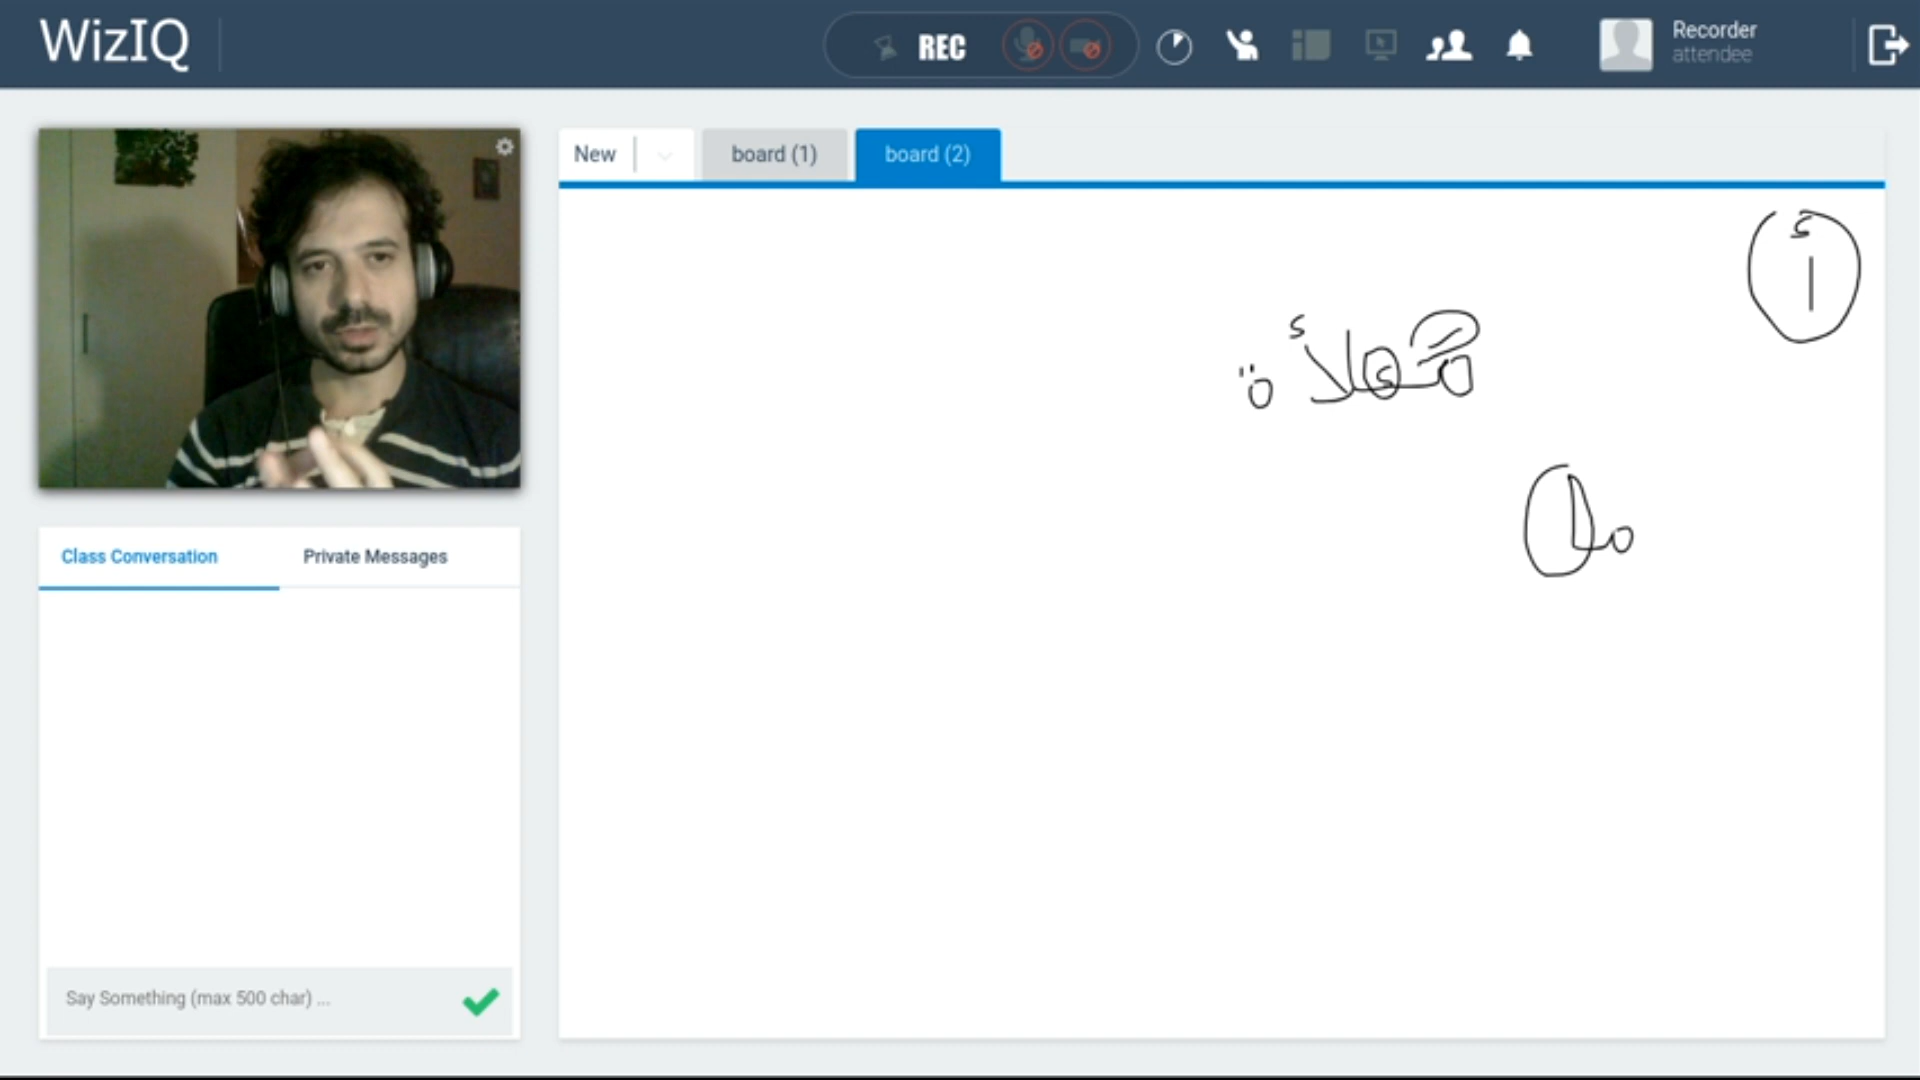 WizIQ
REC
Recorder
attendee
New
board (1)
board (2)
أ
Class Conversation
Private Messages
Say Something (max 500 char) ...